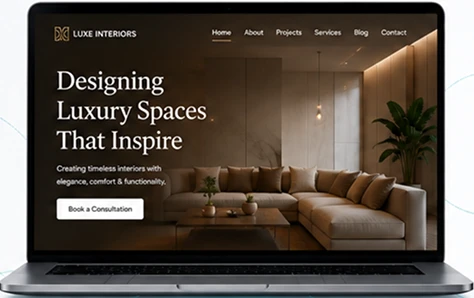 LUXE INTERIORS
Home About Projects Services Blog Contact
Designing
Luxury Spaces
That Inspire
Creating timeless interiors with
elegance, comfort & functionality.
Book a Consultation